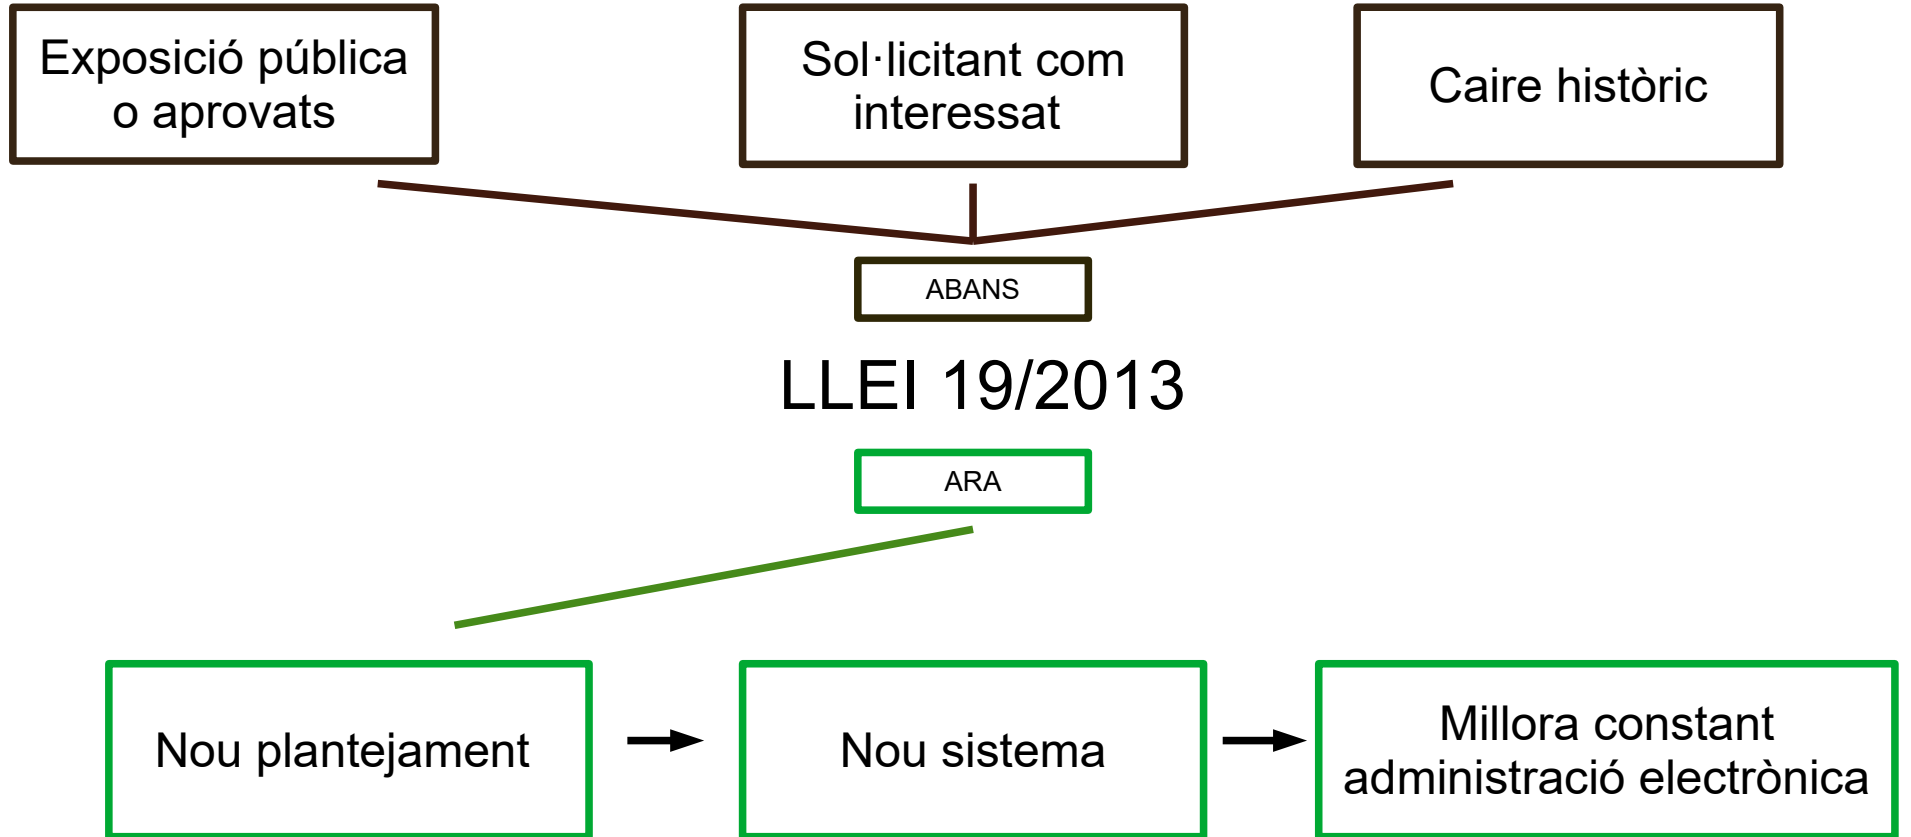 Exposició pública
o aprovats
Sol·licitant com
interessat
Caire històric
ABANS
LLEI 19/2013
ARA
Nou plantejament
Nou sistema
Millora constant
administració electrònica